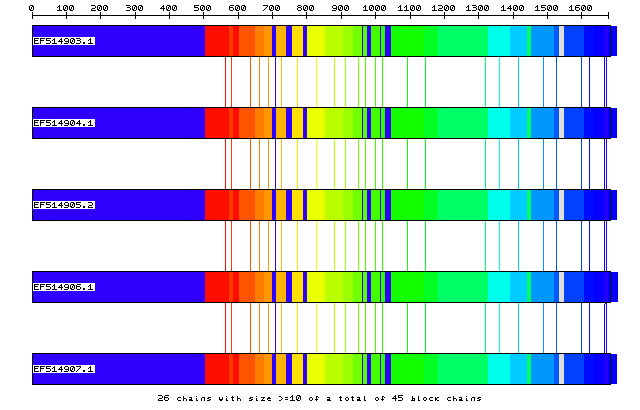 0 100 200 300 400 500 600 700 800 900 1000 1100 1200 1300 1400 1500 1600
EF514903.1
EF514904.1
EF514905.2
EF514906.1
EF514907.1
26 chains with size >=10 of a total of 45 block chains